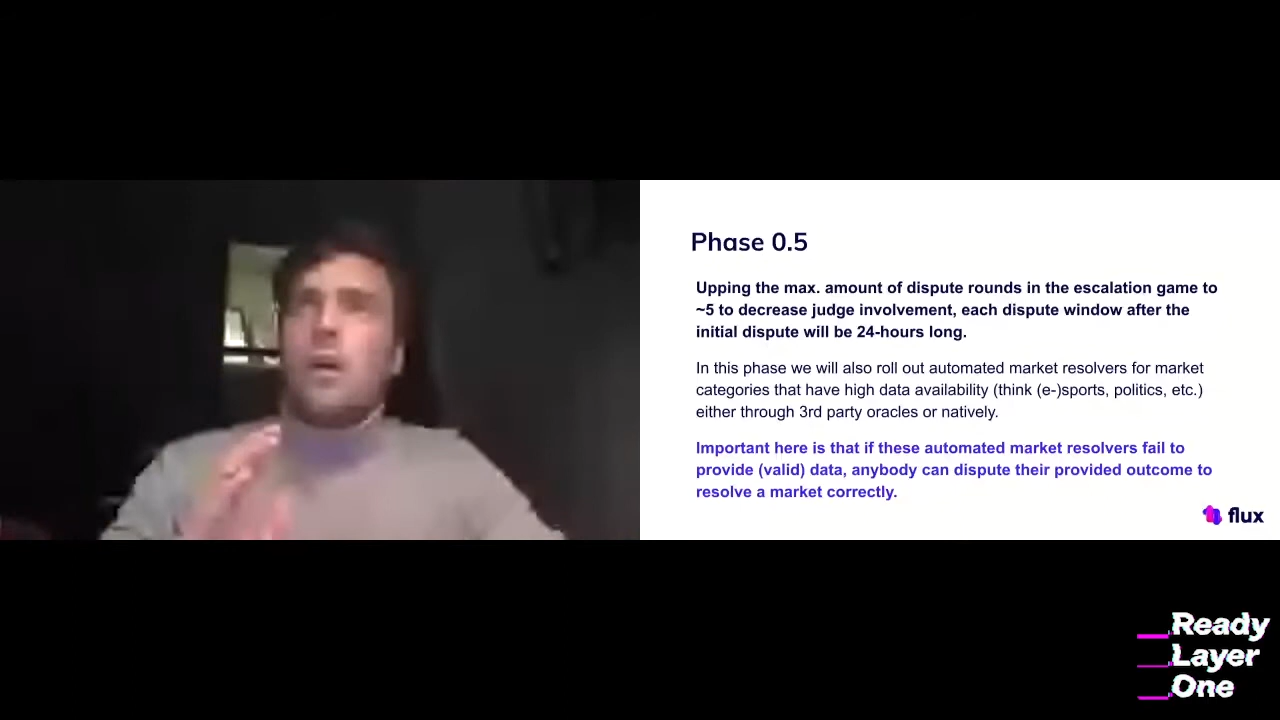 Phase 0.5
Upping the max. amount of dispute rounds in the escalation game to
~5 to decrease judge involvement, each dispute window after the
initial dispute will be 24-hours long.
In this phase we will also roll out automated market resolvers for market
categories that have high data availability (think (e-)sports, politics, etc.)
either through 3rd party oracles or natively.
Important here is that if these automated market resolvers fail to
provide (valid) data, anybody can dispute their provided outcome to
resolve a market correctly.
flux
Ready
Layer
One